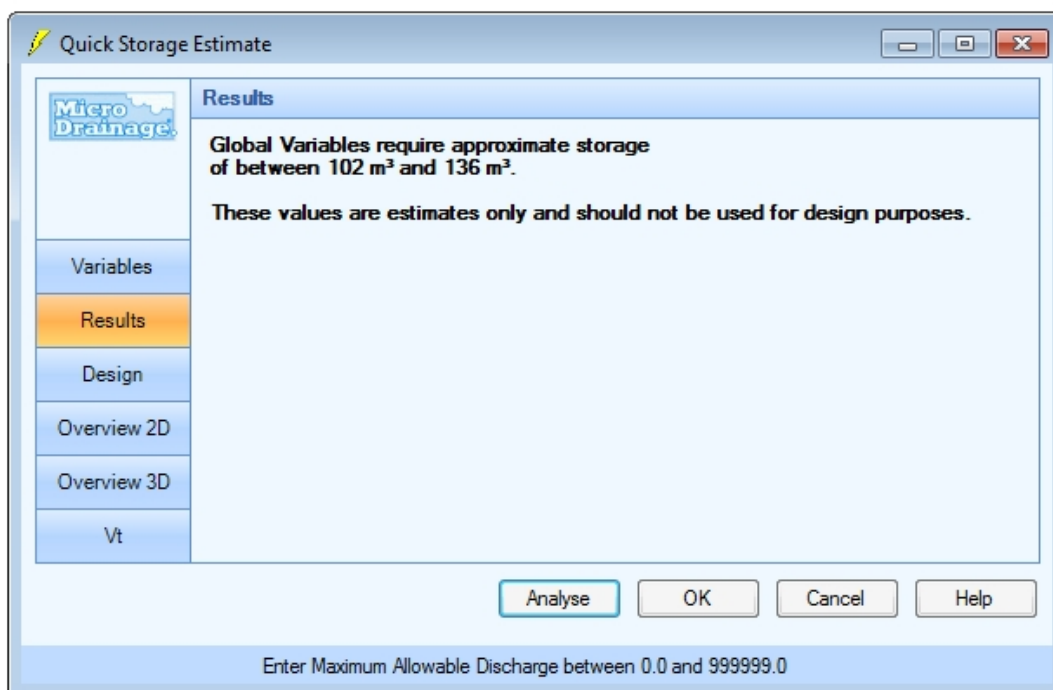 Quick Storage Estimate
Micro
Drainage
Results
Global Variables require approximate storage
of between 102 m³ and 136 m³.
These values are estimates only and should not be used for design purposes.
Variables
Results
Design
Overview 2D
Overview 3D
Vt
Analyse
OK
Cancel
Help
Enter Maximum Allowable Discharge between 0.0 and 999999.0